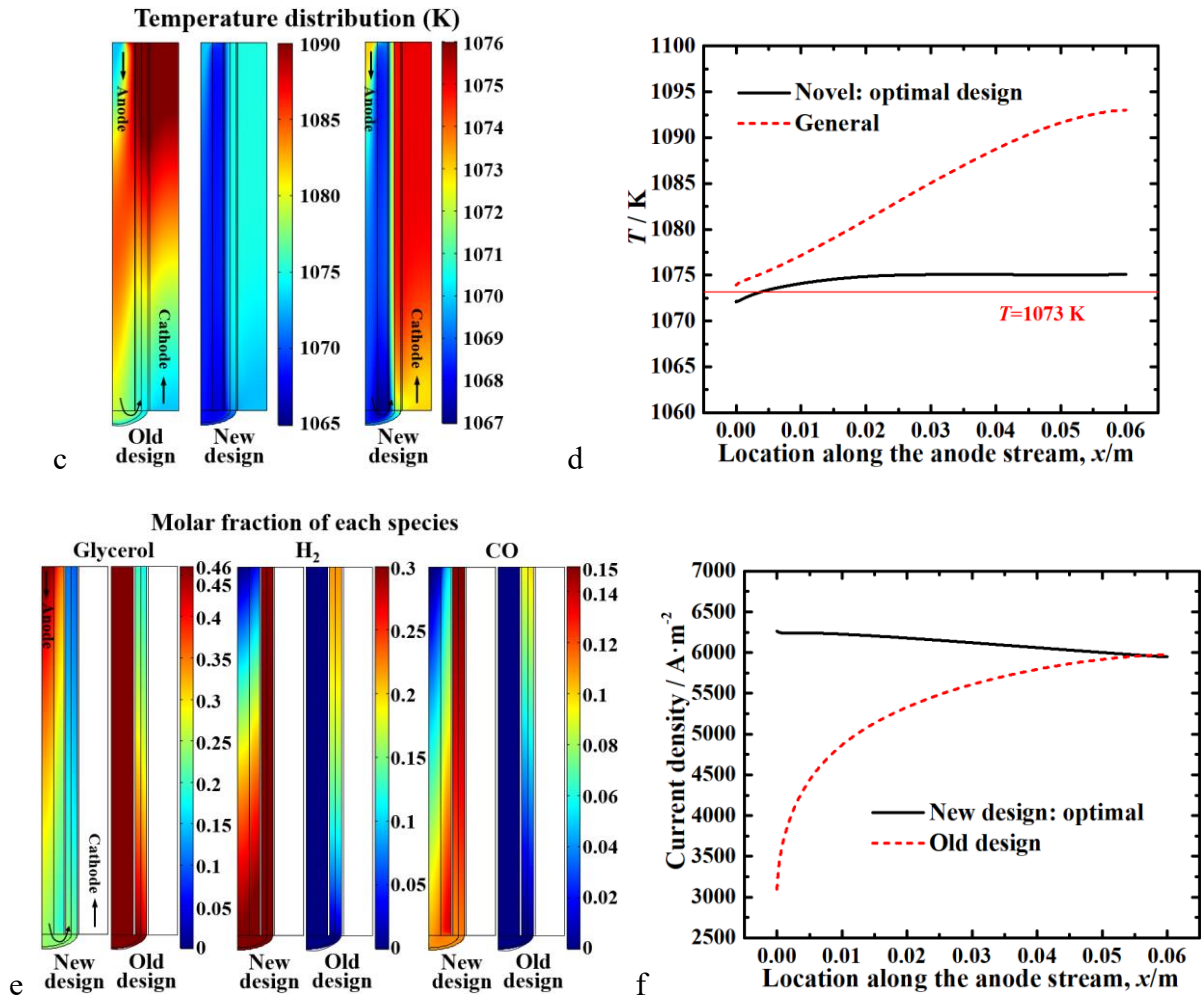 Temperature distribution (K)
Anode
Cathode
Old
design
New
design
1090
1085
1080
1075
1070
1065
Anode
Cathode
New
design
1076
1075
1074
1073
1072
1071
1070
1069
1068
1067
c
T / K
1100
1095
1090
1085
1080
1075
1070
1065
1060
Novel: optimal design
General
T=1073 K
0.00 0.01 0.02 0.03 0.04 0.05 0.06
Location along the anode stream, x/m
d
Molar fraction of each species
Glycerol H₂ CO
Anode
Cathode
0.46
0.4
0.35
0.3
0.25
0.2
0.15
0.1
0.05
0
0.3
0.25
0.2
0.15
0.1
0.05
0
0.15
0.14
0.12
0.10
0.08
0.06
0.04
0.02
0
New
design
Old
design
New
design
Old
design
New
design
Old
design
e
Current density / A·m⁻²
7000
6500
6000
5500
5000
4500
4000
3500
3000
2500
New design: optimal
Old design
0.00 0.01 0.02 0.03 0.04 0.05 0.06
Location along the anode stream, x/m
f